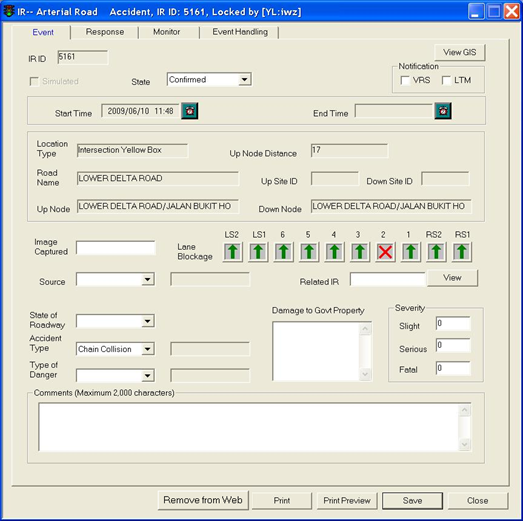 IR-- Arterial Road    Accident, IR ID: 5161, Locked by [YL:iwz]
Event    Response    Monitor    Event Handling
IR ID    5161    View GIS
Simulated    State    Confirmed    Notification
VRS    LTM
Start Time    2009/06/10  11:48    End Time
Location Type    Intersection Yellow Box    Up Node Distance    17
Road Name    LOWER DELTA ROAD    Up Site ID    Down Site ID
Up Node    LOWER DELTA ROAD/JALAN BUKIT HO    Down Node    LOWER DELTA ROAD/JALAN BUKIT HO
Image Captured    Lane Blockage    LS2    LS1    6    5    4    3    2    1    RS2    RS1
Source    Related IR    View
State of Roadway    Damage to Govt Property    Severity
Slight    0
Accident Type    Chain Collision    Serious    0
Type of Danger    Fatal    0
Comments (Maximum 2,000 characters)
Remove from Web    Print    Print Preview    Save    Close